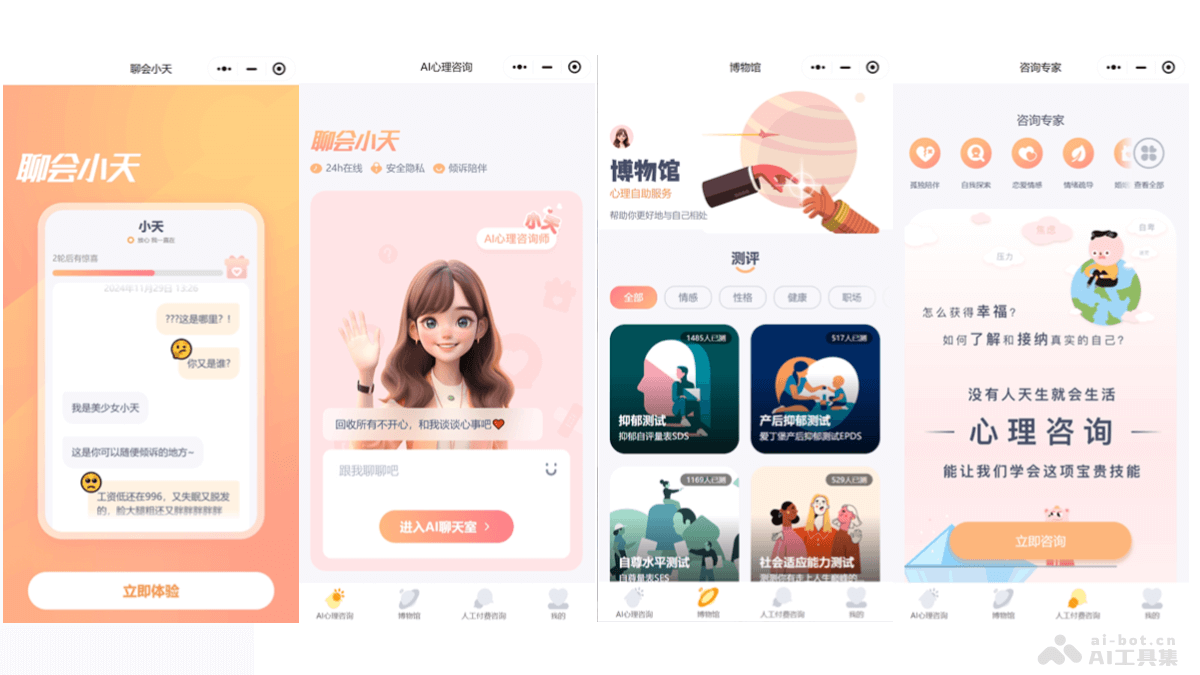 聊会小天
聊会小天
小天
放心 我一直在
2轮后有惊喜
2024年11月29日 13:26
???这是哪里?!
你又是谁?
我是美少女小天
这是你可以随便倾诉的地方~
工资低还在996,又失眠又脱发
的,脸大腿粗还又胖胖胖胖胖
立即体验
AI心理咨询
聊会小天
24h在线
安全隐私
倾诉陪伴
小天
AI心理咨询师
回收所有不开心,和我谈谈心事吧
跟我聊聊吧
进入AI聊天室 >
AI心理咨询
博物馆
人工付费咨询
我的
博物馆
博物馆
心理自助服务
帮助你更好地与自己相处
测评
全部
情感
性格
健康
职场
1485人已测
抑郁测试
抑郁自评量表SDS
517人已测
产后抑郁测试
爱丁堡产后抑郁测试EPDS
1169人已测
自尊水平测试
自尊量表SES
529人已测
社会适应能力测试
测测你有走上人生巅峰的...
AI心理咨询
博物馆
人工付费咨询
我的
咨询专家
咨询专家
孤独陪伴
自我探索
恋爱情感
情绪疏导
查看全部
焦虑
自卑
压力
怎么获得幸福?
如何了解和接纳真实的自己?
没有人天生就会生活
心理咨询
能让我们学会这项宝贵技能
立即咨询
AI心理咨询
博物馆
人工付费咨询
我的
ai-bot.cn
AI工具集